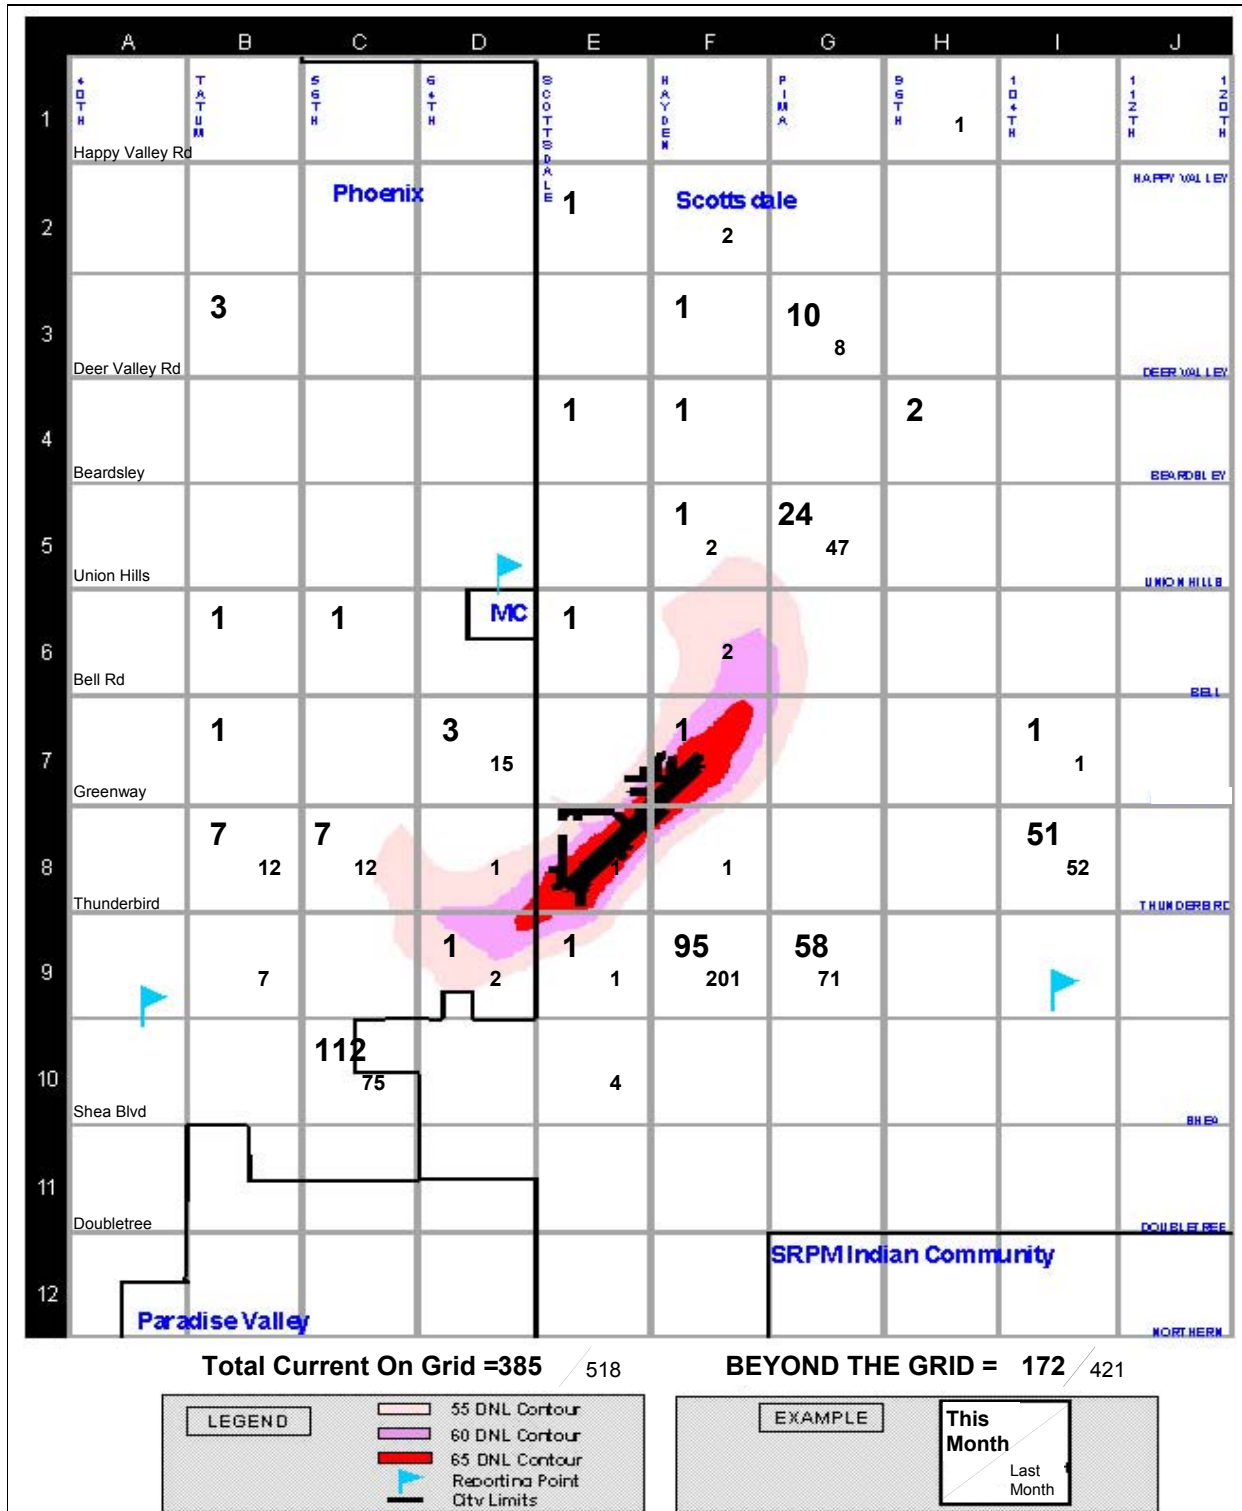 A B C D E F G H I J
40TH TATUM 56TH 64TH SCOTTSDALE HAYDEN PIMA 96TH 104TH 112TH 120TH
1 1
Happy Valley Rd
HAPPY VALLEY
Phoenix 1 Scottsdale
2 2
3 1 10
3 8
Deer Valley Rd DEER VALLEY
1 1 2
4
Beardsley BEARDSLEY
1 24
5 2 47
Union Hills UNION HILLS
1 1 MC 1
6 2
Bell Rd BELL
1 3 1 1
7 15 1
Greenway
7 7 51
8 12 12 1 1 1 52
Thunderbird THUNDERBIRD
1 1 95 58
9 7 2 1 201 71
112
10 75 4
Shea Blvd SHEA
11
Doubletree DOUBLETREE
SRPM Indian Community
12
Paradise Valley NORTHERN
Total Current On Grid =385 518 BEYOND THE GRID = 172 421
LEGEND
55 DNL Contour
60 DNL Contour
65 DNL Contour
Reporting Point
City Limits
EXAMPLE
This
Month
Last
Month